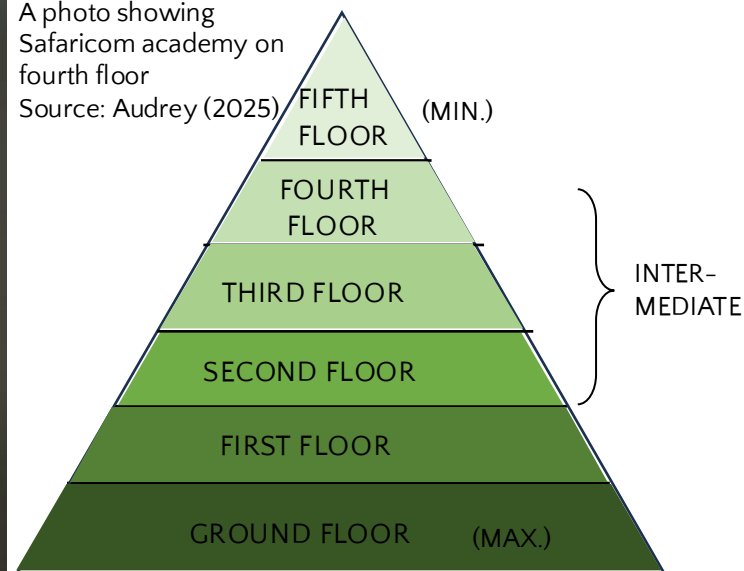 A photo showing
Safaricom academy on
fourth floor
Source: Audrey (2025)
FIFTH
FLOOR
(MIN.)
FOURTH
FLOOR
THIRD FLOOR
INTER-
MEDIATE
SECOND FLOOR
FIRST FLOOR
GROUND FLOOR (MAX.)